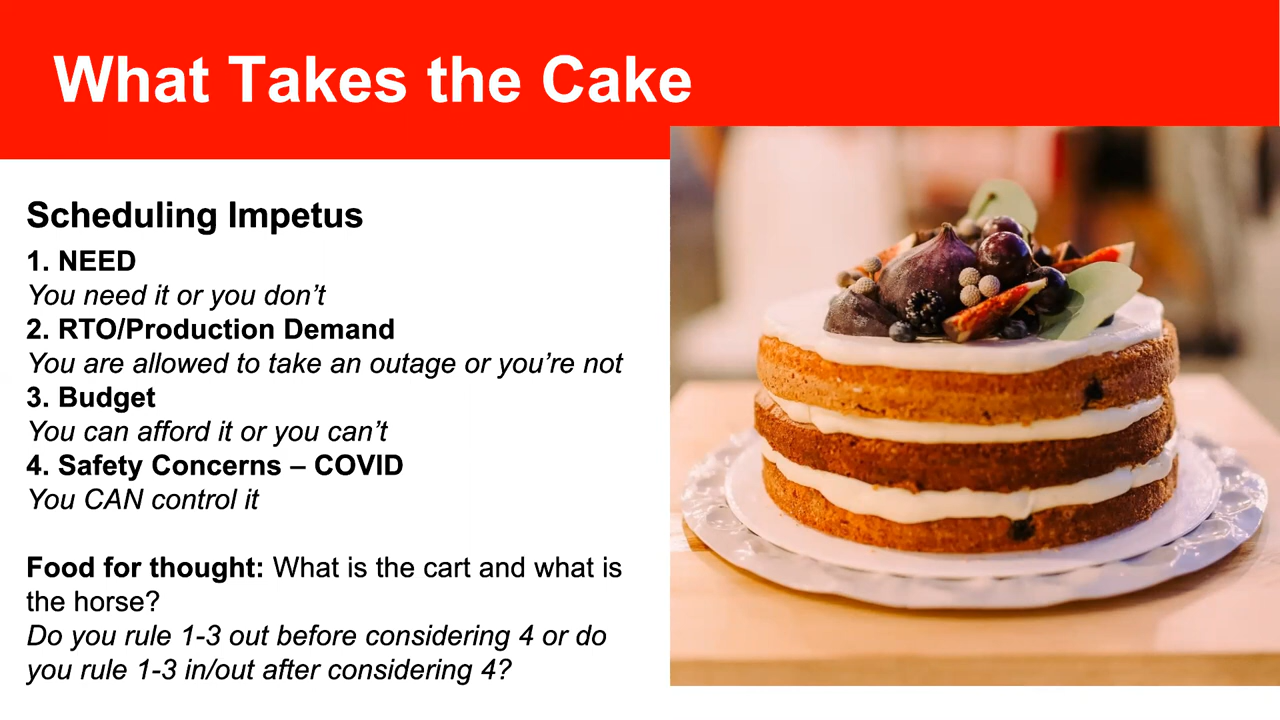 What Takes the Cake
Scheduling Impetus
1. NEED
You need it or you don’t
2. RTO/Production Demand
You are allowed to take an outage or you’re not
3. Budget
You can afford it or you can’t
4. Safety Concerns – COVID
You CAN control it
Food for thought: What is the cart and what is
the horse?
Do you rule 1-3 out before considering 4 or do
you rule 1-3 in/out after considering 4?